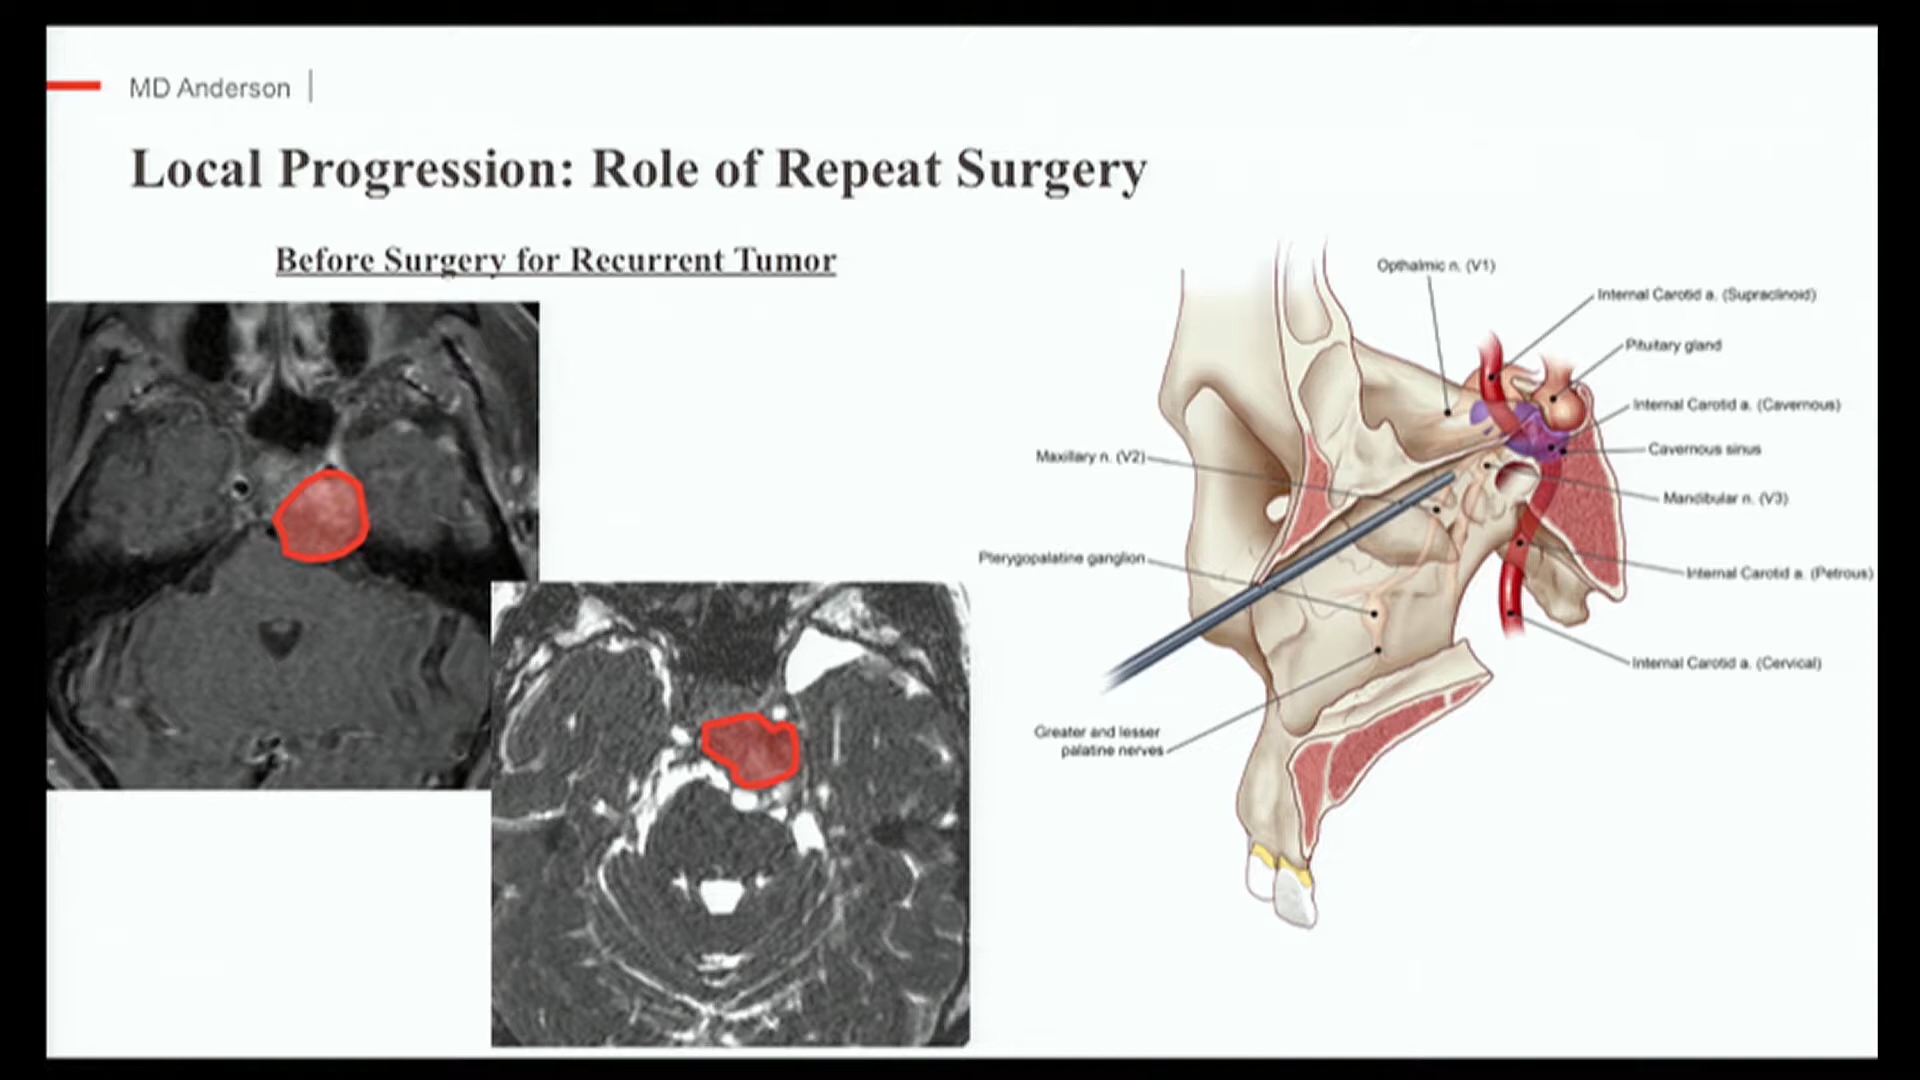 MD Anderson
Local Progression: Role of Repeat Surgery
Before Surgery for Recurrent Tumor
Opthalmic n. (V1)
Internal Carotid a. (Supraclinoid)
Pituitary gland
Internal Carotid a. (Cavernous)
Cavernous sinus
Maxillary n. (V2)
Mandibular n. (V3)
Pterygopalatine ganglion
Internal Carotid a. (Petrous)
Internal Carotid a. (Cervical)
Greater and lesser
palatine nerves